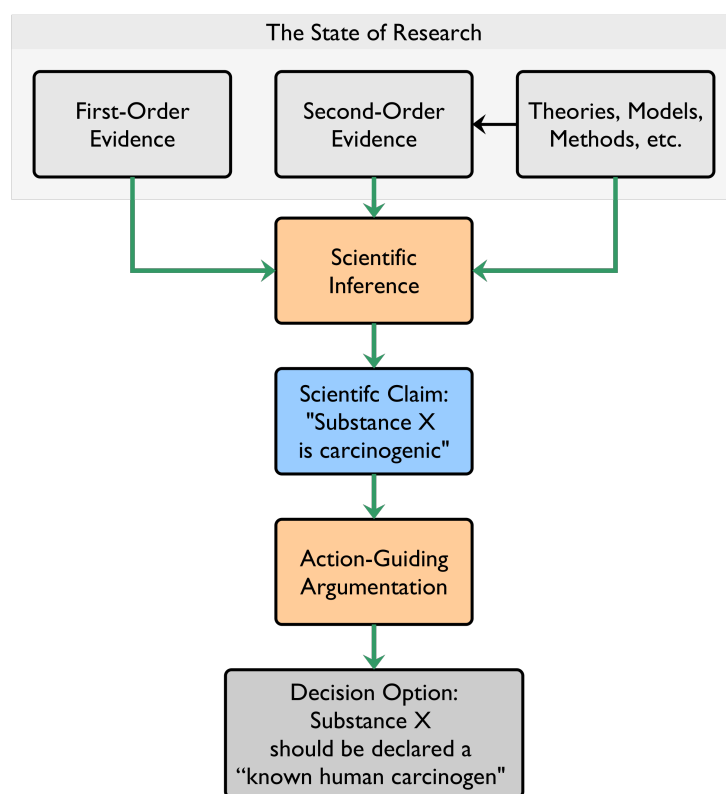 The State of Research
First-Order
Evidence
Second-Order
Evidence
Theories, Models,
Methods, etc.
Scientific
Inference
Scientifc Claim:
"Substance X
is carcinogenic"
Action-Guiding
Argumentation
Decision Option:
Substance X
should be declared a
“known human carcinogen"